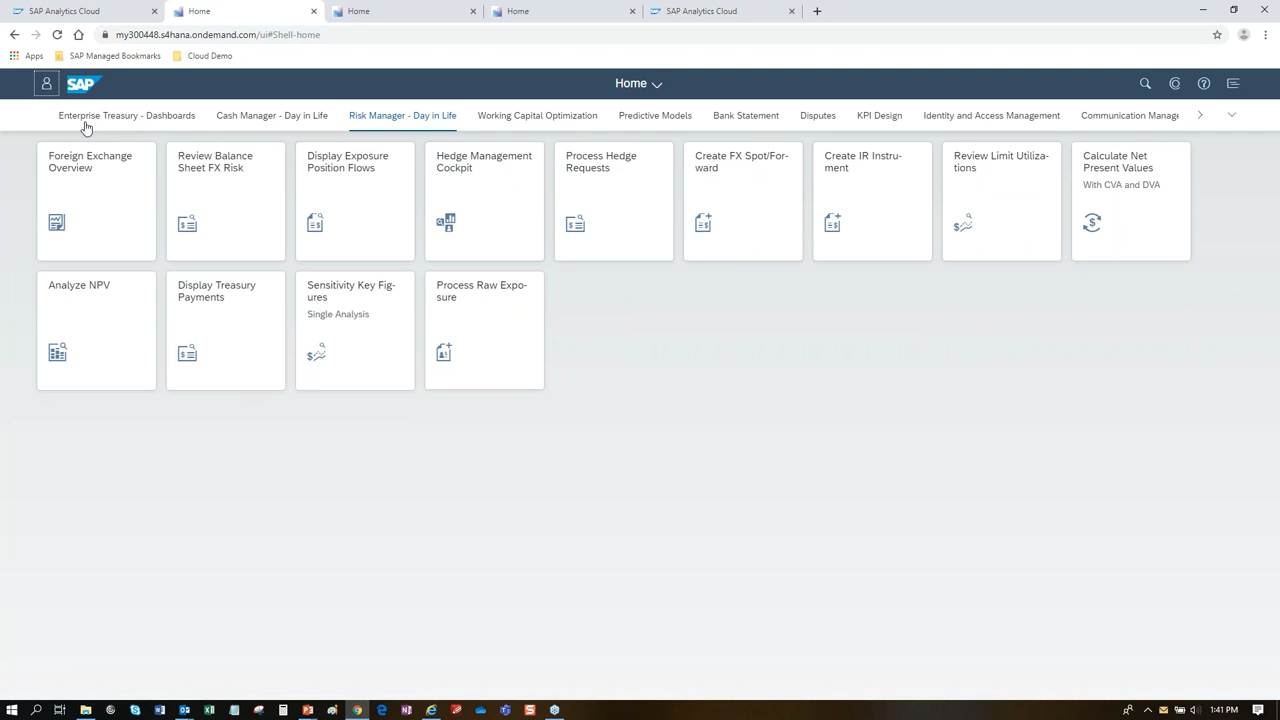 SAP Analytics Cloud
Home
Home
Home
SAP Analytics Cloud
my300448.s4hana.ondemand.com/ui#Shell-home
Apps
SAP Managed Bookmarks
Cloud Demo
SAP
Home
Enterprise Treasury - Dashboards
Cash Manager - Day in Life
Risk Manager - Day in Life
Working Capital Optimization
Predictive Models
Bank Statement
Disputes
KPI Design
Identity and Access Management
Communication Manage
Foreign Exchange
Overview
Review Balance
Sheet FX Risk
Display Exposure
Position Flows
Hedge Management
Cockpit
Process Hedge
Requests
Create FX Spot/For-
ward
Create IR Instru-
ment
Review Limit Utiliza-
tions
Calculate Net
Present Values
With CVA and DVA
Analyze NPV
Display Treasury
Payments
Sensitivity Key Fig-
ures
Single Analysis
Process Raw Expo-
sure
1:41 PM